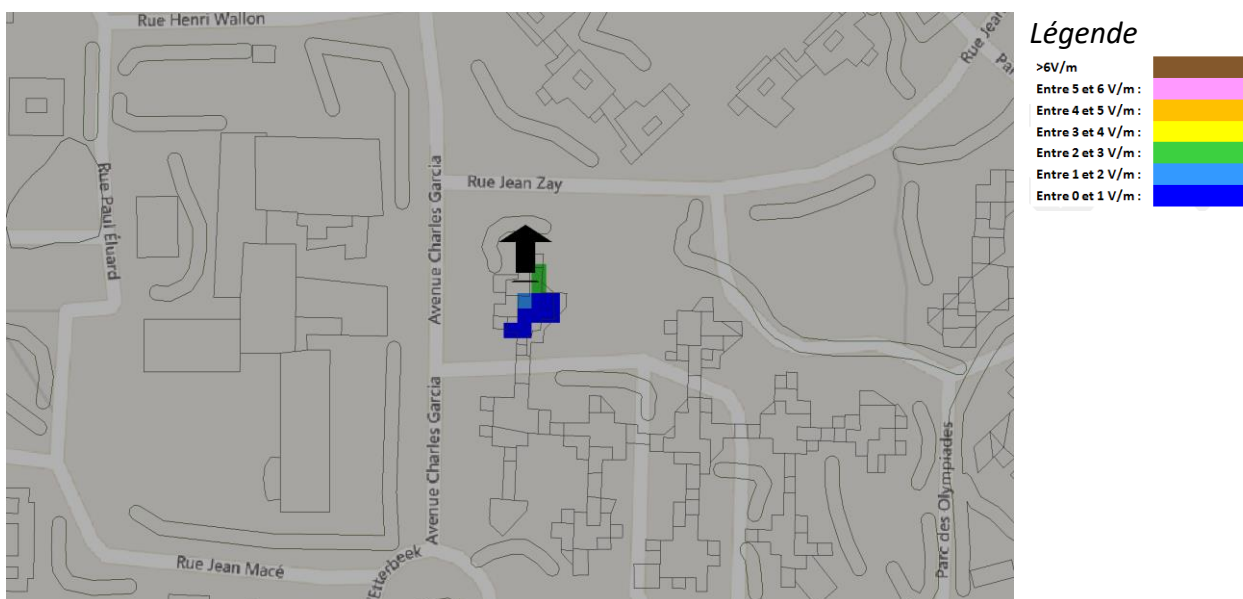 Rue Henri Wallon
Rue Jean
Par
Rue Paul Éluard
Avenue Charles Garcia
Rue Jean Zay
Avenue Charles Garcia
Parc des Olympiades
Rue Jean Macé
d'Etterbeek
Légende
>6V/m
Entre 5 et 6 V/m :
Entre 4 et 5 V/m :
Entre 3 et 4 V/m :
Entre 2 et 3 V/m :
Entre 1 et 2 V/m :
Entre 0 et 1 V/m :